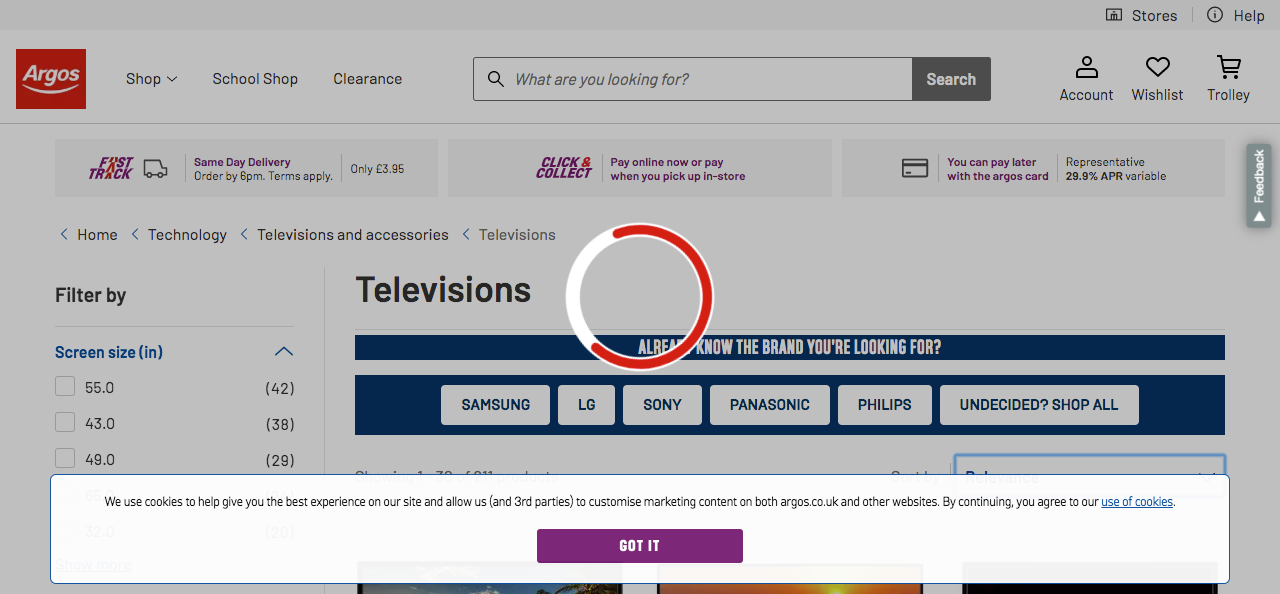 Stores
Help
Argos
Shop
School Shop
Clearance
What are you looking for?
Search
Account
Wishlist
Trolley
FAST TRACK
Same Day Delivery
Order by 6pm. Terms apply.
Only £3.95
CLICK & COLLECT
Pay online now or pay
when you pick up in-store
You can pay later
with the argos card
Representative
29.9% APR variable
Feedback
Home
Technology
Televisions and accessories
Televisions
Filter by
Televisions
ALREADY KNOW THE BRAND YOU'RE LOOKING FOR?
Screen size (in)
SAMSUNG
LG
SONY
PANASONIC
PHILIPS
UNDECIDED? SHOP ALL
55.0 (42)
43.0 (38)
49.0 (29)
Sort by
Relevance
We use cookies to help give you the best experience on our site and allow us (and 3rd parties) to customise marketing content on both argos.co.uk and other websites. By continuing, you agree to our use of cookies.
32.0 (20)
GOT IT
Show more